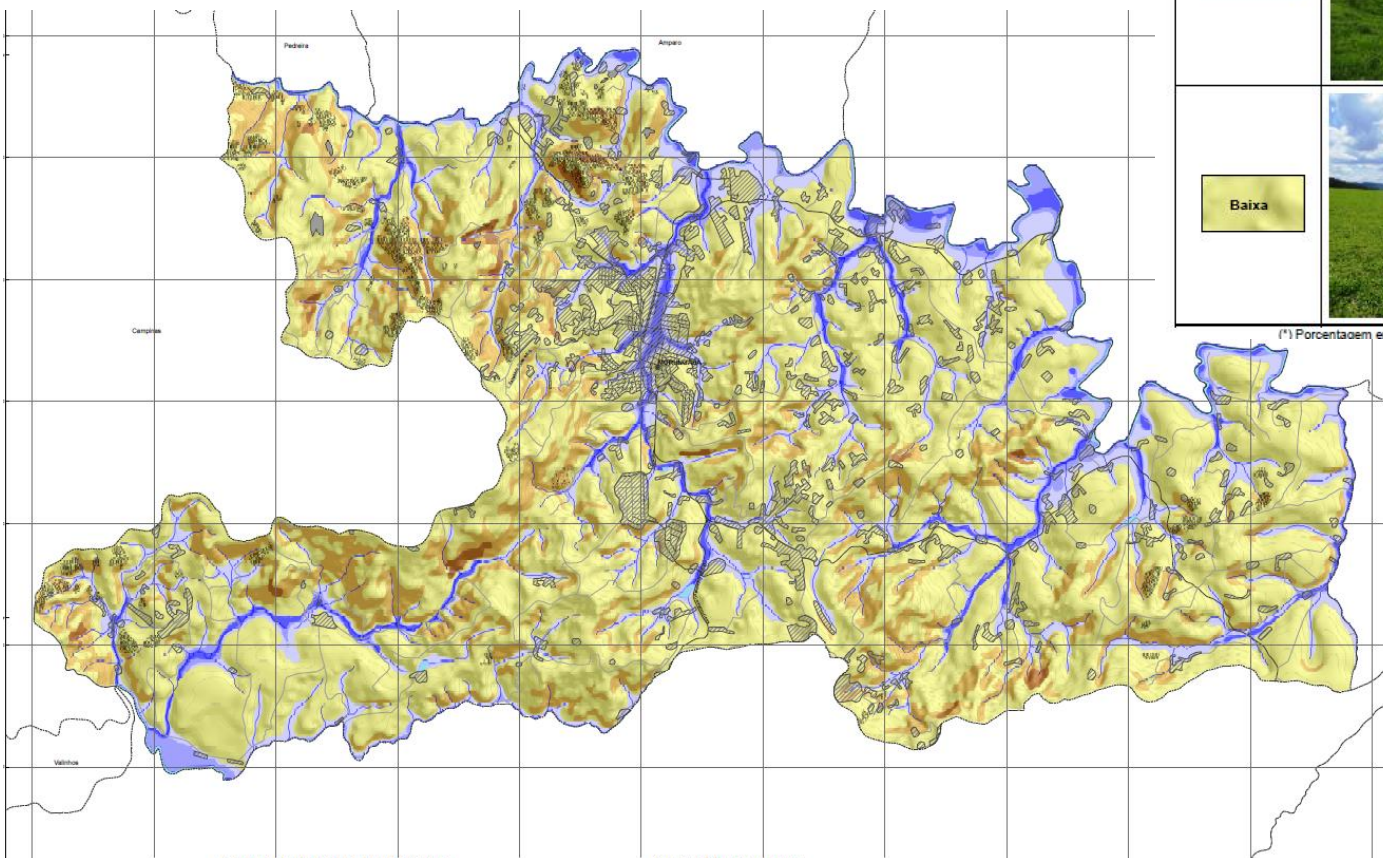 Pedreira
Amparo
Baixa
Campinas
(*) Porcentagem e
Valinhos